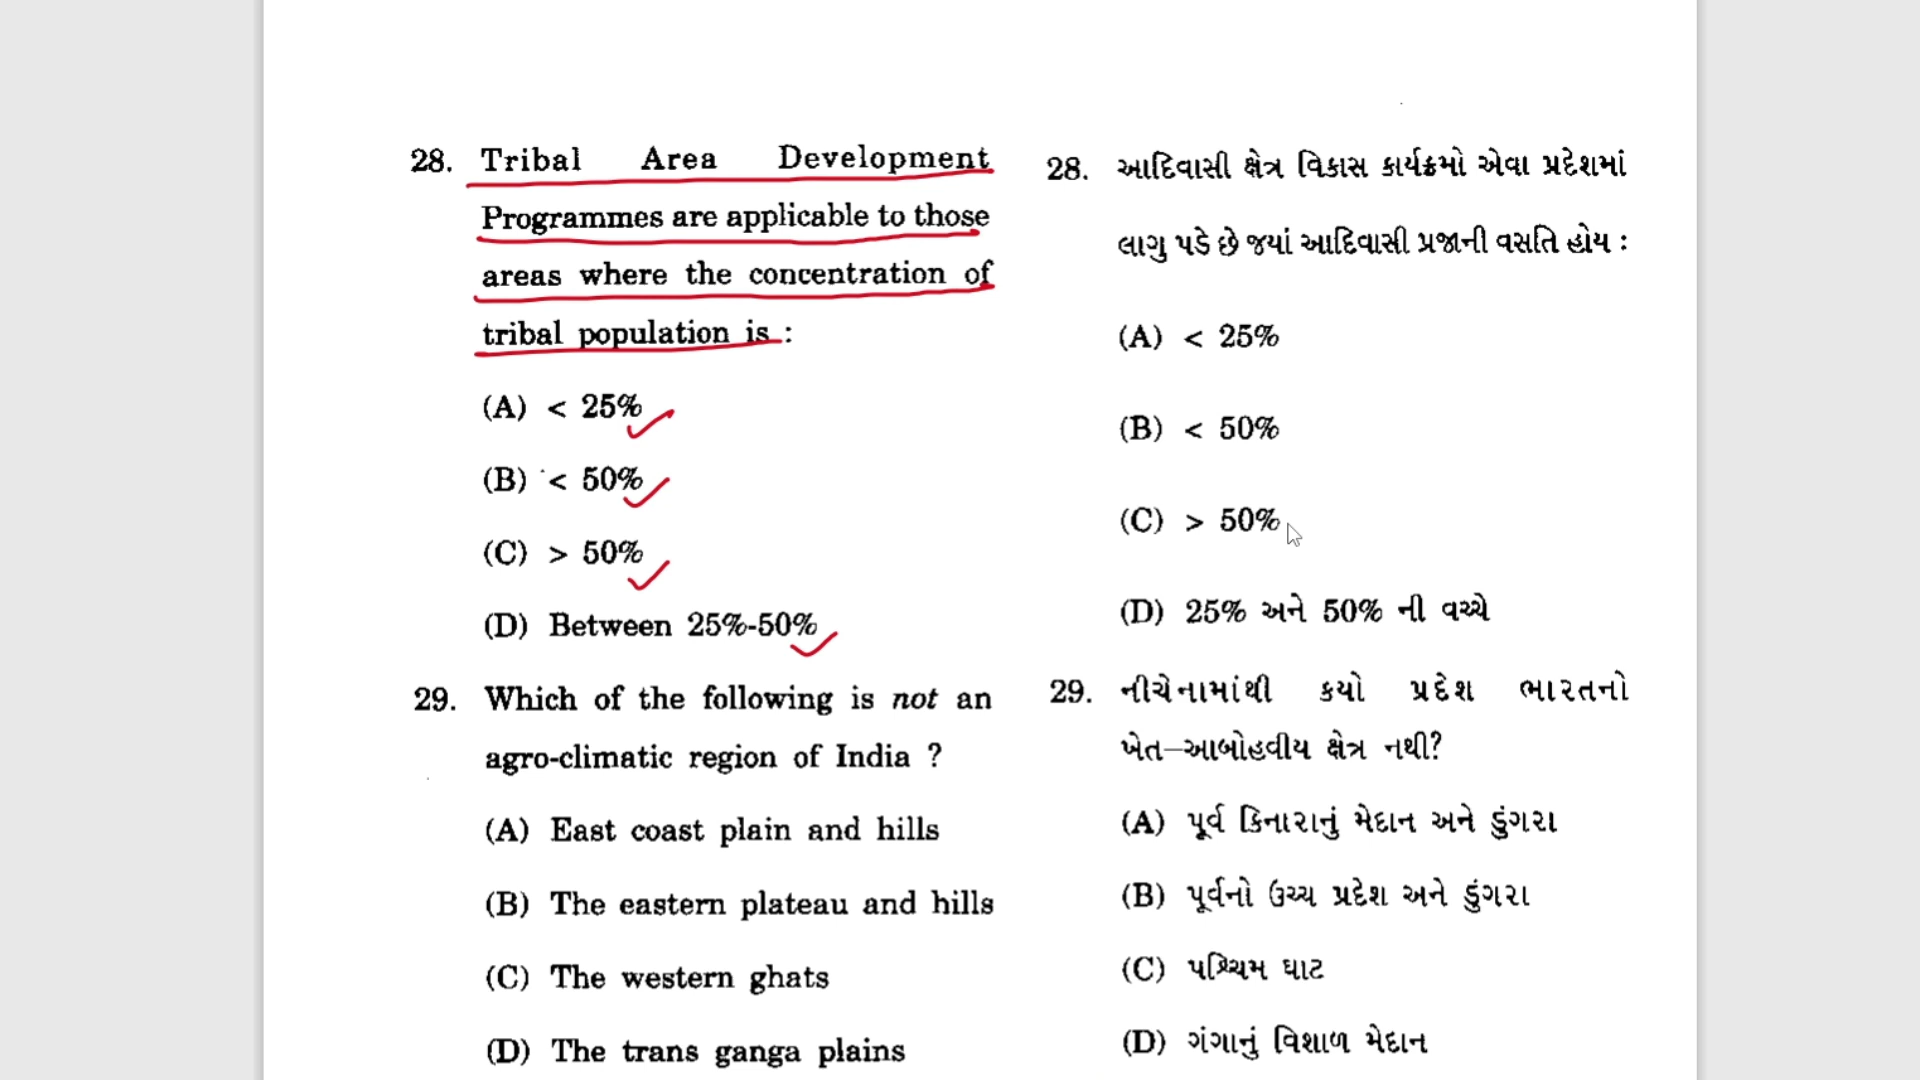 28. Tribal Area Development
Programmes are applicable to those
areas where the concentration of
tribal population is :
(A) < 25%
(B) < 50%
(C) > 50%
(D) Between 25%-50%
29. Which of the following is not an
agro-climatic region of India ?
(A) East coast plain and hills
(B) The eastern plateau and hills
(C) The western ghats
(D) The trans ganga plains
28. આદિવાસી ક્ષેત્ર વિકાસ કાર્યક્રમો એવા પ્રદેશમાં
લાગુ પડે છે જયાં આદિવાસી પ્રજાની વસતિ હોય :
(A) < 25%
(B) < 50%
(C) > 50%
(D) 25% અને 50% ની વચ્ચે
29. નીચેનામાંથી કયો પ્રદેશ ભારતનો
ખેત–આબોહવીય ક્ષેત્ર નથી?
(A) પૂર્વ કિનારાનું મેદાન અને ડુંગરા
(B) પૂર્વનો ઉચ્ચ પ્રદેશ અને ડુંગરા
(C) પશ્ચિમ ઘાટ
(D) ગંગાનું વિશાળ મેદાન